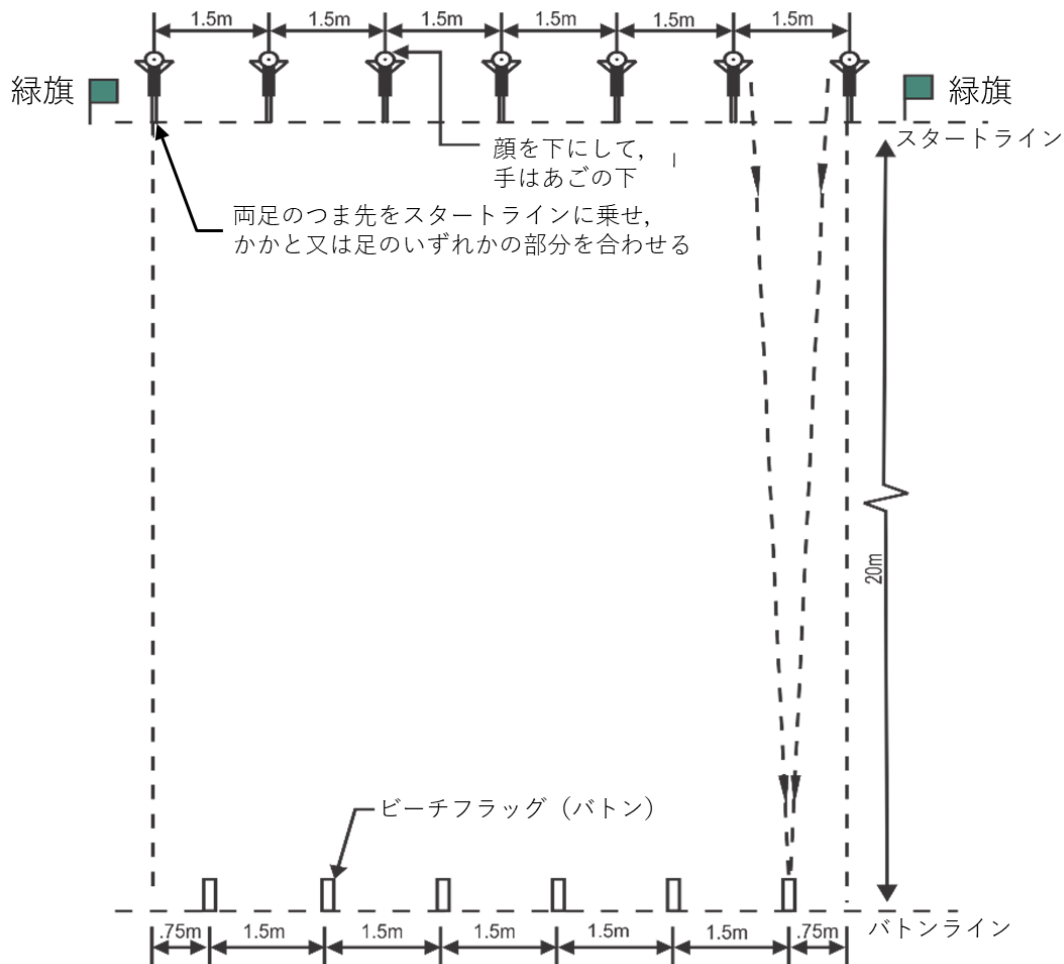 1.5m 1.5m 1.5m 1.5m 1.5m 1.5m
緑旗
緑旗
スタートライン
顔を下にして,
手はあごの下
両足のつま先をスタートラインに乗せ,
かかと又は足のいずれかの部分を合わせる
20m
ビーチフラッグ（バトン）
バトンライン
.75m 1.5m 1.5m 1.5m 1.5m 1.5m .75m